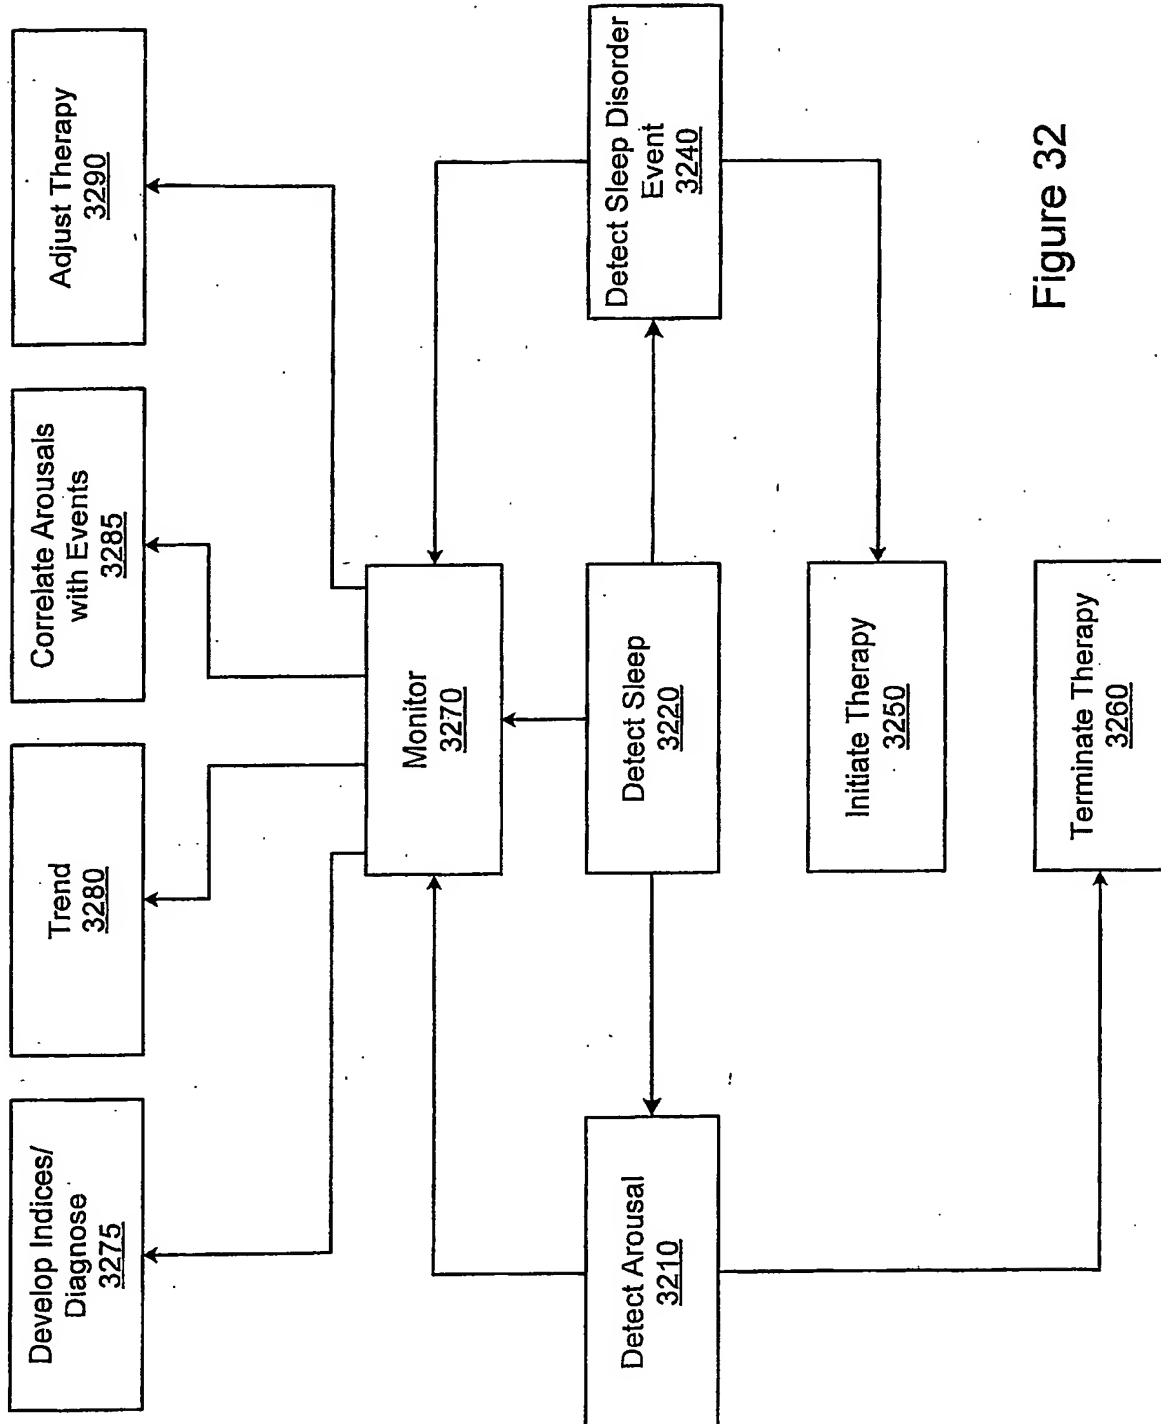 Develop Indices/
Diagnose
3275
Trend
3280
Correlate Arousals
with Events
3285
Adjust Therapy
3290
Monitor
3270
Detect Arousal
3210
Detect Sleep
3220
Detect Sleep Disorder
Event
3240
Initiate Therapy
3250
Terminate Therapy
3260
Figure 32